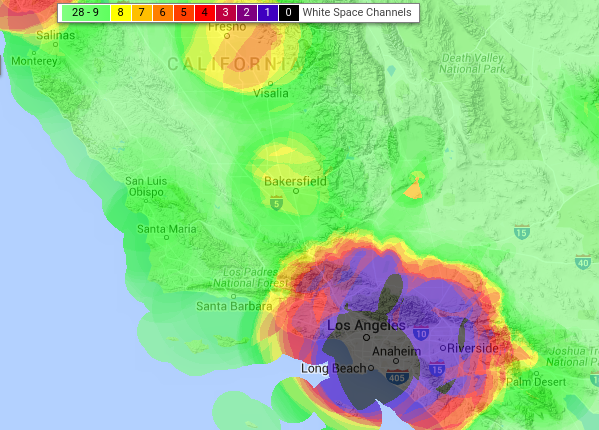 28 - 9 8 7 6 5 4 3 2 1 0 White Space Channels
Salinas
Fresno
Monterey
CALIFORNIA
Death Valley
National Park
Visalia
San Luis
Obispo
Bakersfield
5
Santa Maria
15
40
Los Padres
National Forest
Santa Barbara
Los Angeles
10
Anaheim
Riverside
Long Beach
15
405
Palm Desert
Joshua Tr
National
10